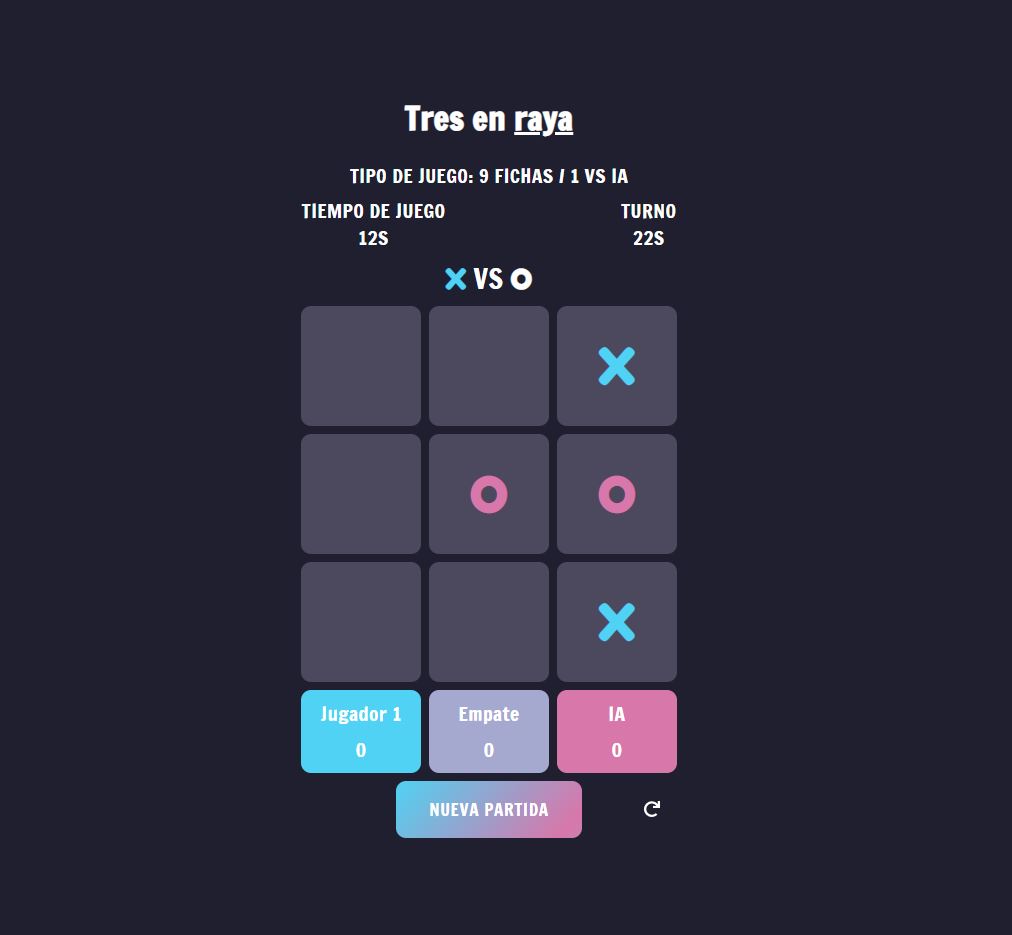 Tres en raya
TIPO DE JUEGO: 9 FICHAS / 1 VS IA
TIEMPO DE JUEGO TURNO
12S 22S
X VS O
X
O O
X
Jugador 1 Empate IA
0 0 0
NUEVA PARTIDA